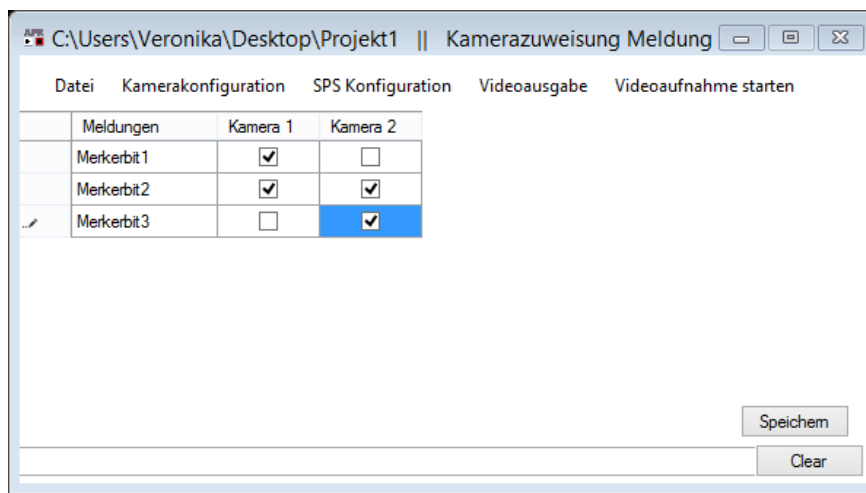 C:\Users\Veronika\Desktop\Projekt1 || Kamerazuweisung Meldung
Datei Kamerakonfiguration SPS Konfiguration Videoausgabe Videoaufnahme starten
Meldungen Kamera 1 Kamera 2
Merkerbit1
Merkerbit2
Merkerbit3
Speichern
Clear